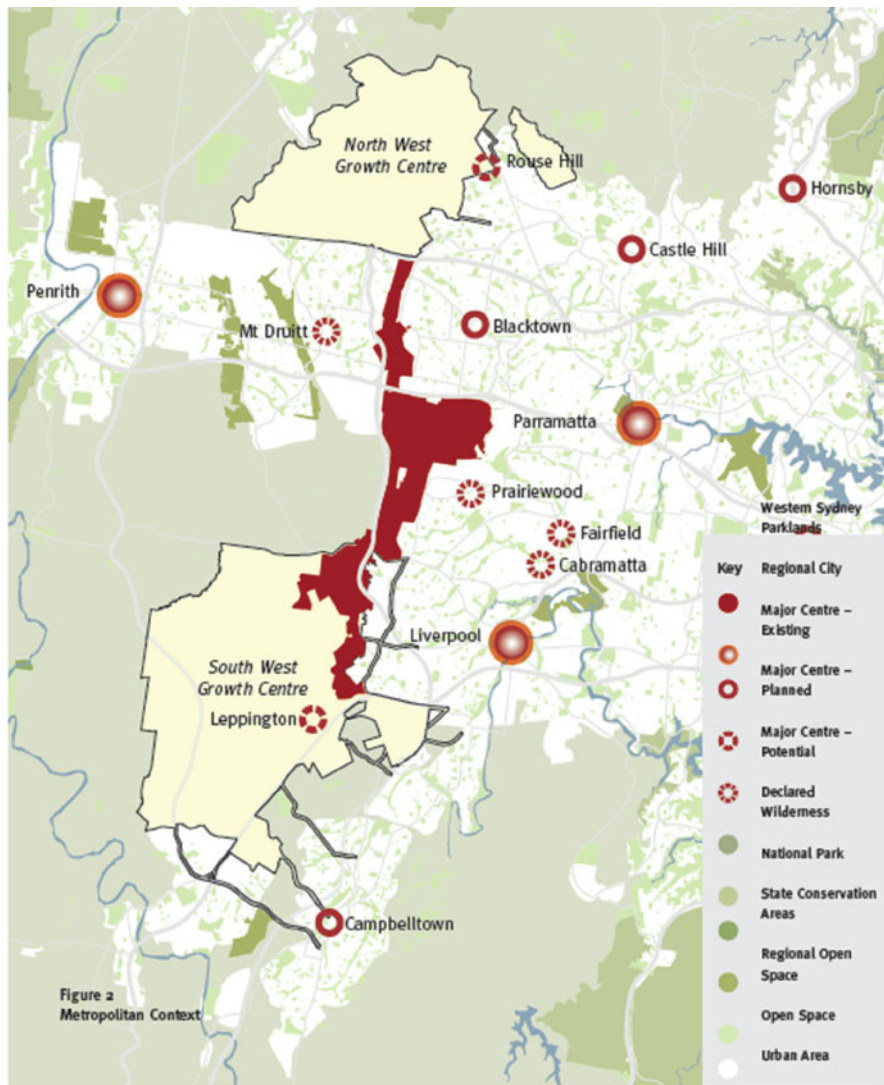 North West
Growth Centre
Rouse Hill
Hornsby
Castle Hill
Penrith
Mt Druitt
Blacktown
Parramatta
Prairiewood
Western Sydney
Parklands
Fairfield
Cabramatta
Liverpool
South West
Growth Centre
Leppington
Campbelltown
Key
Regional City
Major Centre –
Existing
Major Centre –
Planned
Major Centre –
Potential
Declared
Wilderness
National Park
State Conservation
Areas
Regional Open
Space
Open Space
Urban Area
Figure 2
Metropolitan Context